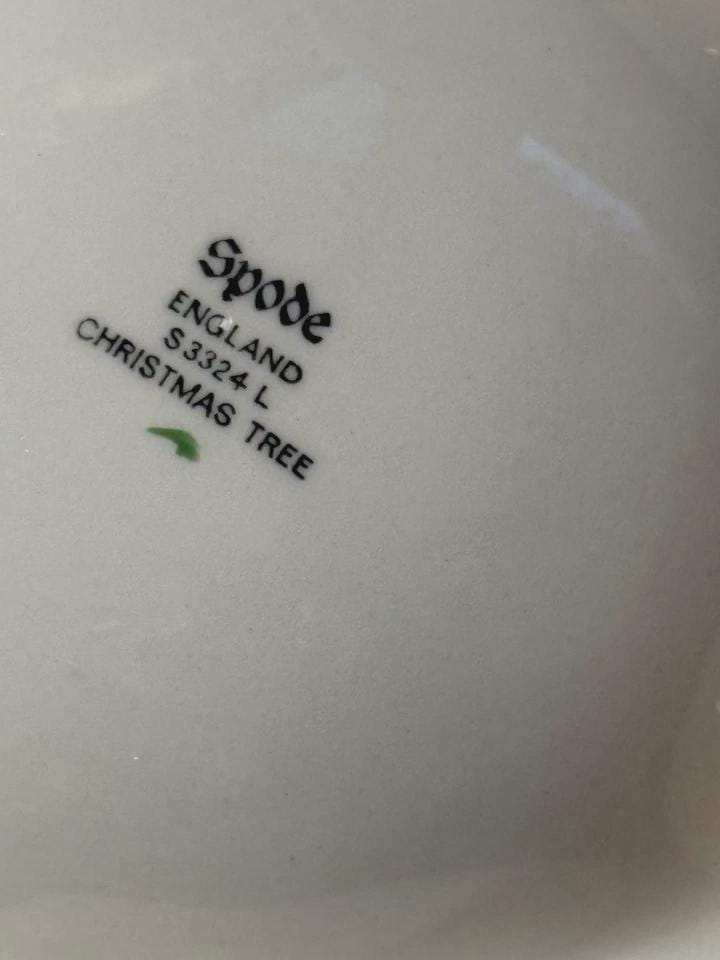 Spode
ENGLAND
S3324 L
CHRISTMAS TREE